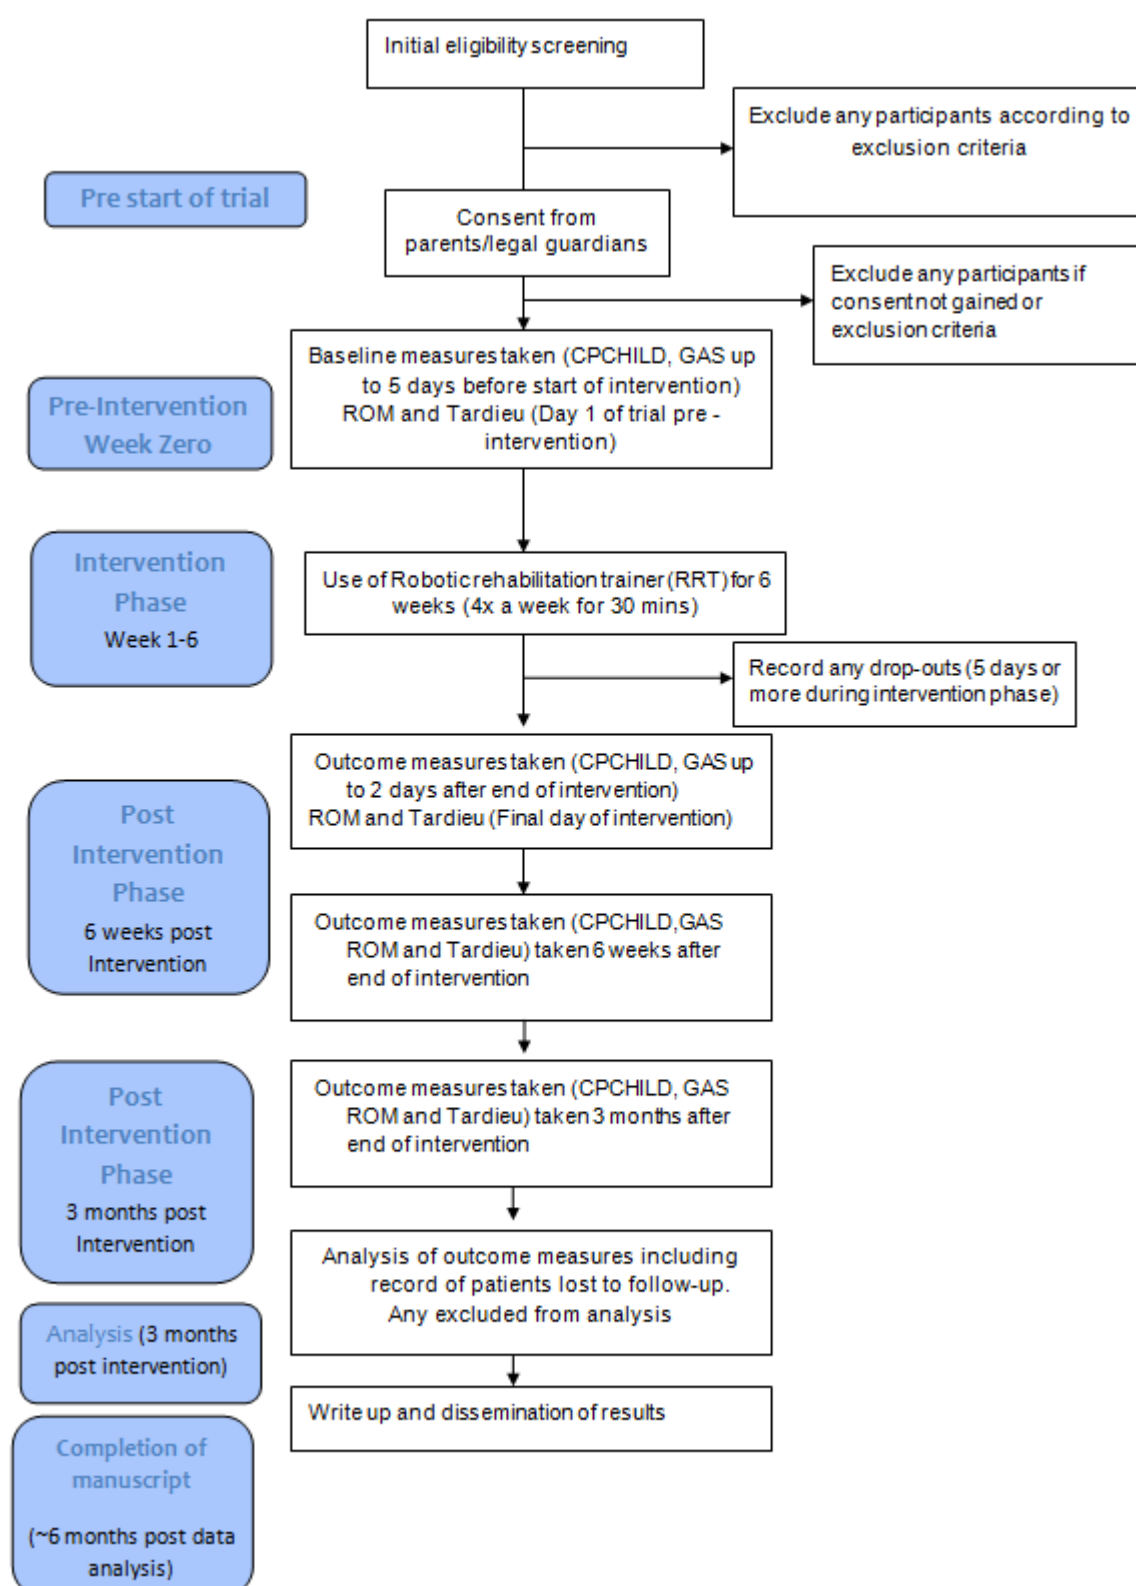 Initial eligibility screening
Exclude any participants according to
exclusion criteria
Pre start of trial
Consent from
parents/legal guardians
Exclude any participants if
consent not gained or
exclusion criteria
Baseline measures taken (CPCHILD, GAS up
to 5 days before start of intervention)
ROM and Tardieu (Day 1 of trial pre -
intervention)
Pre-Intervention
Week Zero
Intervention
Phase
Week 1-6
Use of Robotic rehabilitation trainer (RRT) for 6
weeks (4x a week for 30 mins)
Record any drop-outs (5 days or
more during intervention phase)
Outcome measures taken (CPCHILD, GAS up
to 2 days after end of intervention)
ROM and Tardieu (Final day of intervention)
Post
Intervention
Phase
6 weeks post
Intervention
Outcome measures taken (CPCHILD,GAS
ROM and Tardieu) taken 6 weeks after
end of intervention
Post
Intervention
Phase
3 months post
Intervention
Outcome measures taken (CPCHILD, GAS
ROM and Tardieu) taken 3 months after
end of intervention
Analysis of outcome measures including
record of patients lost to follow-up.
Any excluded from analysis
Analysis (3 months
post intervention)
Write up and dissemination of results
Completion of
manuscript
(~6 months post data
analysis)